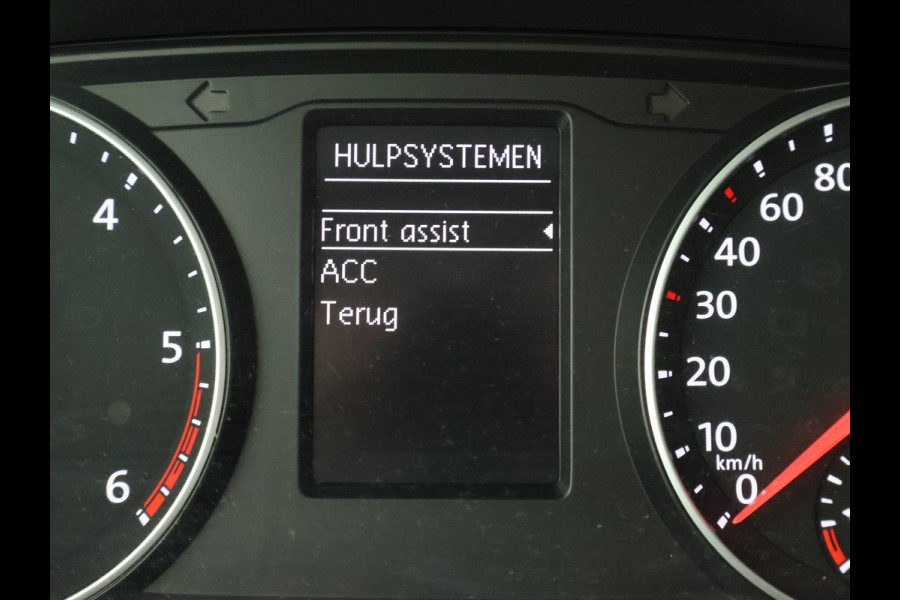 HULPSYSTEMEN
Front assist
ACC
Terug
4
5
6
80
60
40
30
20
10
km/h
0